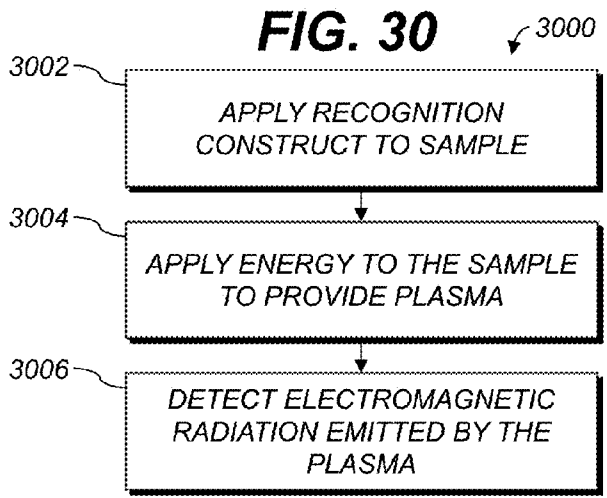 FIG. 30
3000
3002
APPLY RECOGNITION
CONSTRUCT TO SAMPLE
3004
APPLY ENERGY TO THE SAMPLE
TO PROVIDE PLASMA
3006
DETECT ELECTROMAGNETIC
RADIATION EMITTED BY THE
PLASMA